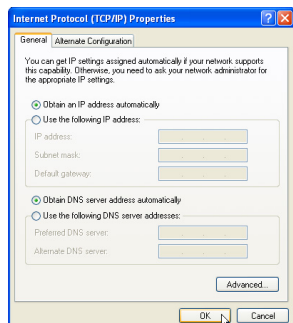 Internet Protocol (TCP/IP) Properties
General
Alternate Configuration
You can get IP settings assigned automatically if your network supports
this capability. Otherwise, you need to ask your network administrator for
the appropriate IP settings.
Obtain an IP address automatically
Use the following IP address:
IP address:
Subnet mask:
Default gateway:
Obtain DNS server address automatically
Use the following DNS server addresses:
Preferred DNS server:
Alternate DNS server:
Advanced...
OK
Cancel